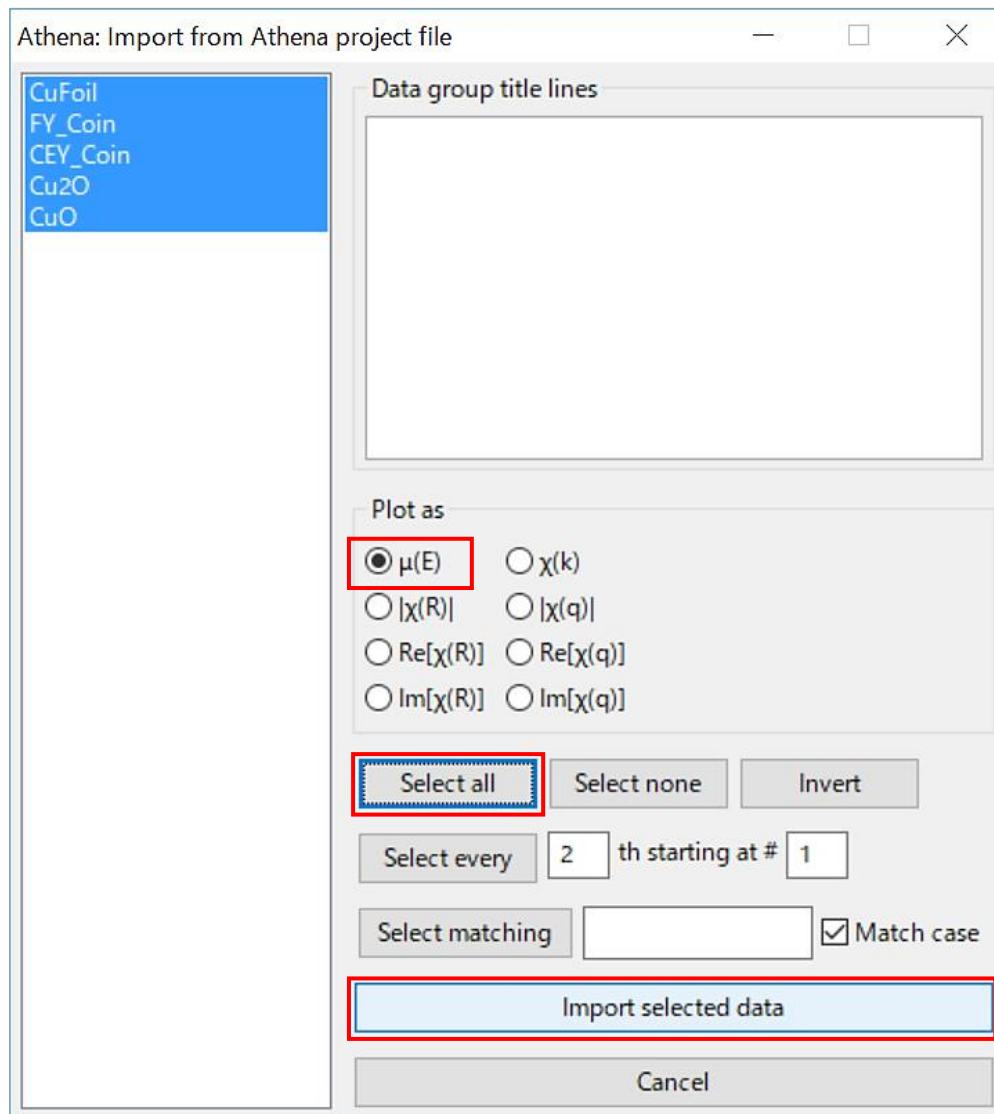 Athena: Import from Athena project file
CuFoil
FY_Coin
CEY_Coin
Cu2O
CuO
Data group title lines
Plot as
μ(E)
χ(k)
|χ(R)|
|χ(q)|
Re[χ(R)]
Re[χ(q)]
Im[χ(R)]
Im[χ(q)]
Select all
Select none
Invert
Select every
2
th starting at #
1
Select matching
Match case
Import selected data
Cancel